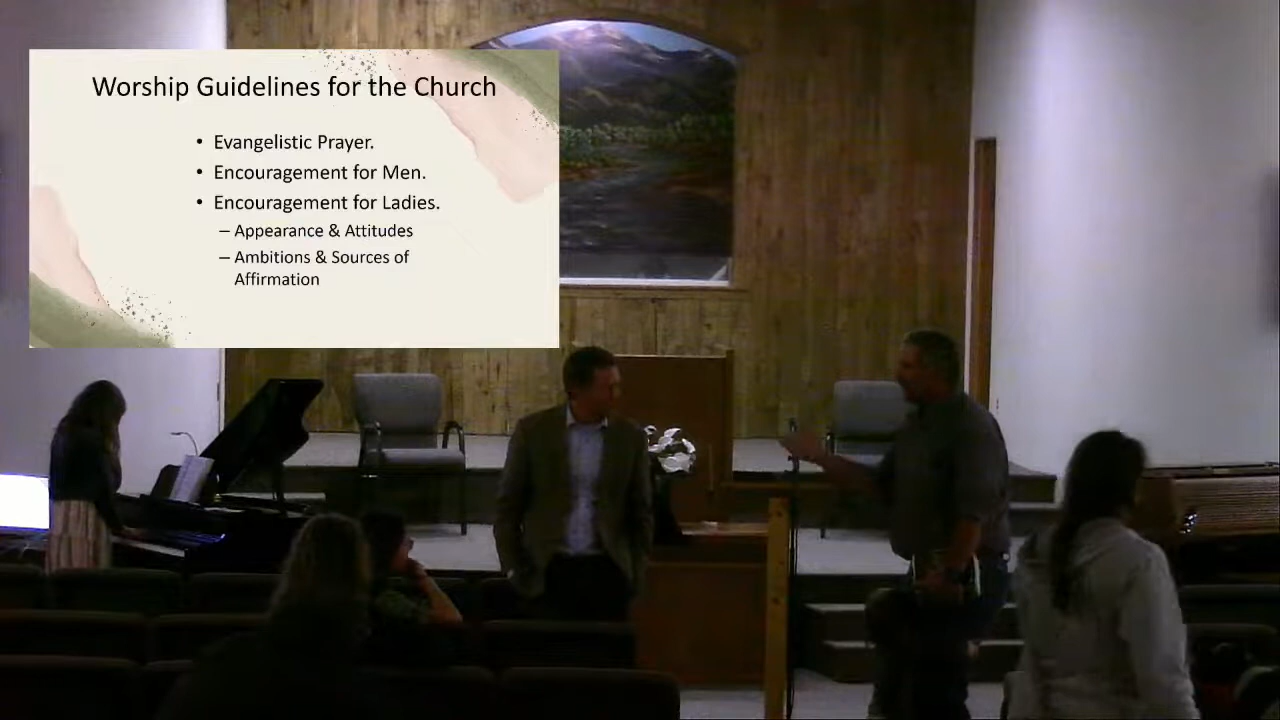 Worship Guidelines for the Church
• Evangelistic Prayer.
• Encouragement for Men.
• Encouragement for Ladies.
– Appearance & Attitudes
– Ambitions & Sources of
Affirmation